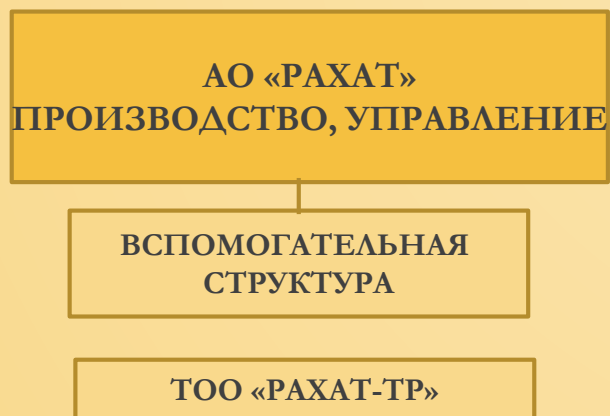 АО «РАХАТ»
ПРОИЗВОДСТВО, УПРАВЛЕНИЕ
ВСПОМОГАТЕЛЬНАЯ
СТРУКТУРА
ТОО «РАХАТ-ТР»